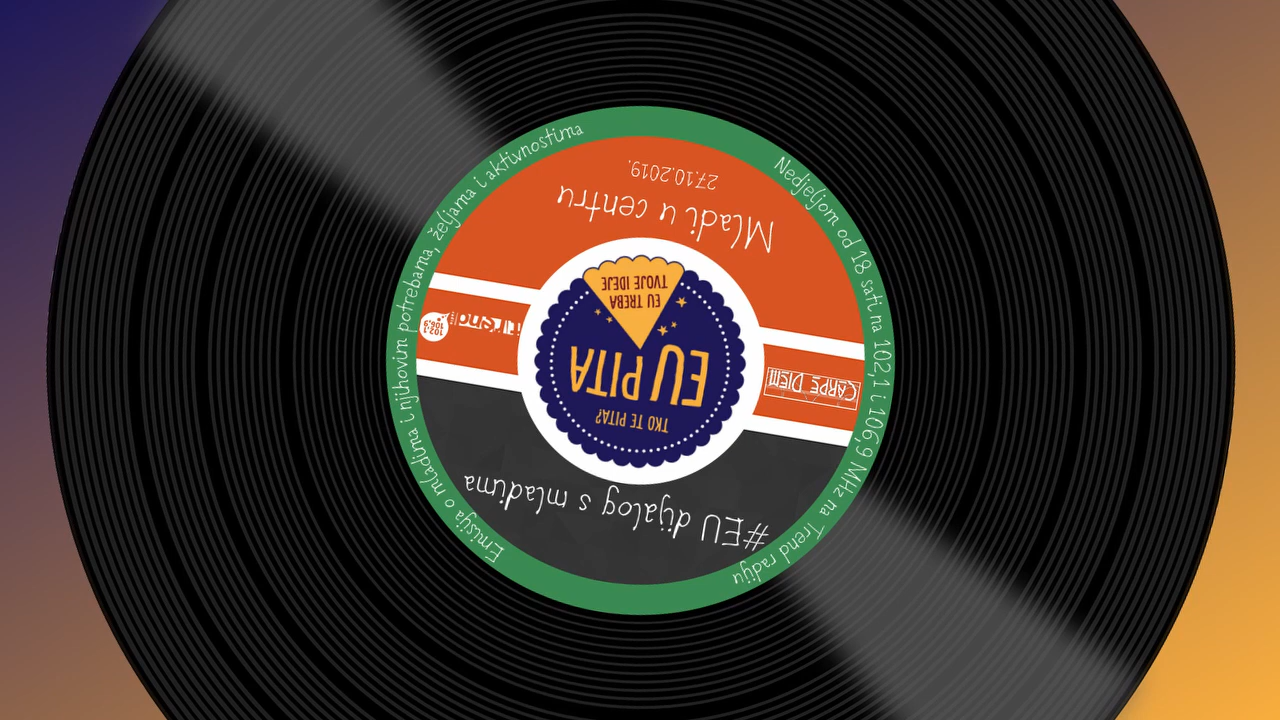 Emisija o mladima i njihovim potrebama, željama i aktivnostima
Nedjeljom od 18 sati na 102,1 i 106,9 MHz na Trend radiju
#EU dijalog s mladima
TKO TE PITA?
EU PITA
EU TREBA
TVOJE IDEJE
CARPE DIEM
trend
102,1
106,9
Mladi u centru
27.10.2019.